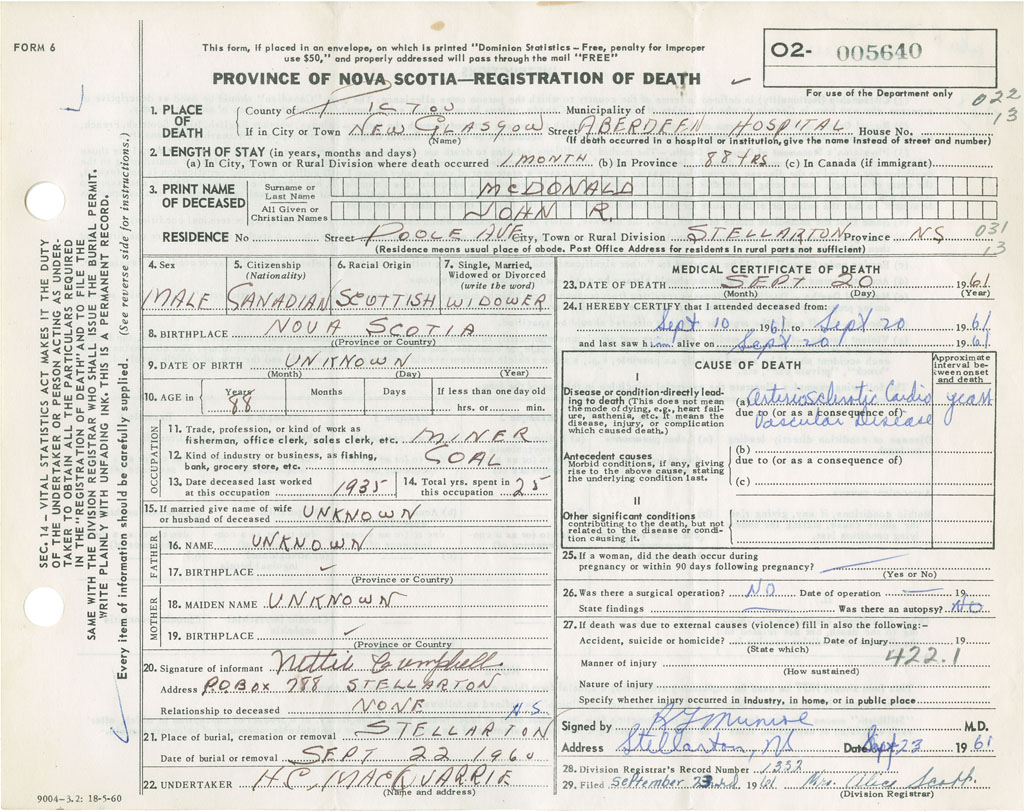 FORM 6
This form, if placed in an envelope, on which is printed "Dominion Statistics – Free, penalty for improper
use $50," and properly addressed will pass through the mail "FREE"
PROVINCE OF NOVA SCOTIA—REGISTRATION OF DEATH
O2- 005640
For use of the Department only
022
13
1. PLACE OF DEATH
County of PICTOU Municipality of
If in City or Town NEW GLASGOW Street ABERDEEN HOSPITAL House No.
(Name) (If death occurred in a hospital or institution, give the name instead of street and number)
2. LENGTH OF STAY (in years, months and days)
(a) In City, Town or Rural Division where death occurred 1 MONTH (b) In Province 88 YRS (c) In Canada (if immigrant)
3. PRINT NAME OF DECEASED
Surname or Last Name McDONALD
All Given or Christian Names JOHN R.
RESIDENCE No Street POOLE AVE City, Town or Rural Division STELLARTON Province NS
031
13
(Residence means usual place of abode. Post Office Address for residents in rural parts not sufficient)
4. Sex MALE
5. Citizenship (Nationality) CANADIAN
6. Racial Origin SCOTTISH
7. Single, Married, Widowed or Divorced (write the word) WIDOWER
8. BIRTHPLACE NOVA SCOTIA
(Province or Country)
9. DATE OF BIRTH UNKNOWN
(Month) (Day) (Year)
10. AGE in Years 88 Months Days If less than one day old
hrs. or min.
OCCUPATION
11. Trade, profession, or kind of work as
fisherman, office clerk, sales clerk, etc. MINER
12. Kind of industry or business, as fishing,
bank, grocery store, etc. COAL
13. Date deceased last worked at this occupation 1935
14. Total yrs. spent in this occupation 25
15. If married give name of wife
or husband of deceased UNKNOWN
FATHER
16. NAME UNKNOWN
17. BIRTHPLACE
(Province or Country)
MOTHER
18. MAIDEN NAME UNKNOWN
19. BIRTHPLACE
(Province or Country
20. Signature of informant Nettie Campbell
Address P.O BOX 788 STELLARTON
Relationship to deceased NONE N.S
21. Place of burial, cremation or removal STELLARTON
Date of burial or removal SEPT 22 1960
22. UNDERTAKER H.C. MACQUARRIE
(Name and address)
9004-3.2: 18-5-60
MEDICAL CERTIFICATE OF DEATH
23. DATE OF DEATH SEPT 20 1961
(Month) (Day) (Year)
24. I HEREBY CERTIFY that I attended deceased from:
Sept 10 1961 to Sept 20 1961
and last saw him alive on Sept 20 1961
CAUSE OF DEATH
Approximate interval between onset and death
I
Disease or condition directly leading to death (This does not mean the mode of dying, e.g., heart failure, asthenia, etc. It means the disease, injury, or complication which caused death.)
(a) Arteriosclerotic Cardio years
due to (or as a consequence of)
Vascular Disease
Antecedent causes
Morbid conditions, if any, giving rise to the above cause, stating the underlying condition last.
(b)
due to (or as a consequence of)
(c)
II
Other significant conditions
contributing to the death, but not related to the disease or condition causing it.
25. If a woman, did the death occur during
pregnancy or within 90 days following pregnancy?
(Yes or No)
26. Was there a surgical operation? NO Date of operation 19
State findings Was there an autopsy? NO
27. If death was due to external causes (violence) fill in also the following:–
Accident, suicide or homicide? Date of injury 19
(State which)
422.1
Manner of injury
(How sustained)
Nature of injury
Specify whether injury occurred in industry, in home, or in public place
Signed by M.D.
Address Stellarton, NS Date Sept 23 1961
28. Division Registrar's Record Number 1332
29. Filed September 23rd 1961 Mrs. Alice
(Division Registrar)
SEC. 14 – VITAL STATISTICS ACT MAKES IT THE DUTY
OF THE UNDERTAKER OR PERSON ACTING AS UNDER-
TAKER TO OBTAIN ALL THE PARTICULARS REQUIRED
IN THE "REGISTRATION OF DEATH" AND TO FILE THE
SAME WITH THE DIVISION REGISTRAR WHO SHALL ISSUE THE BURIAL PERMIT.
WRITE PLAINLY WITH UNFADING INK. THIS IS A PERMANENT RECORD.
Every item of information should be carefully supplied. (See reverse side for instructions.)